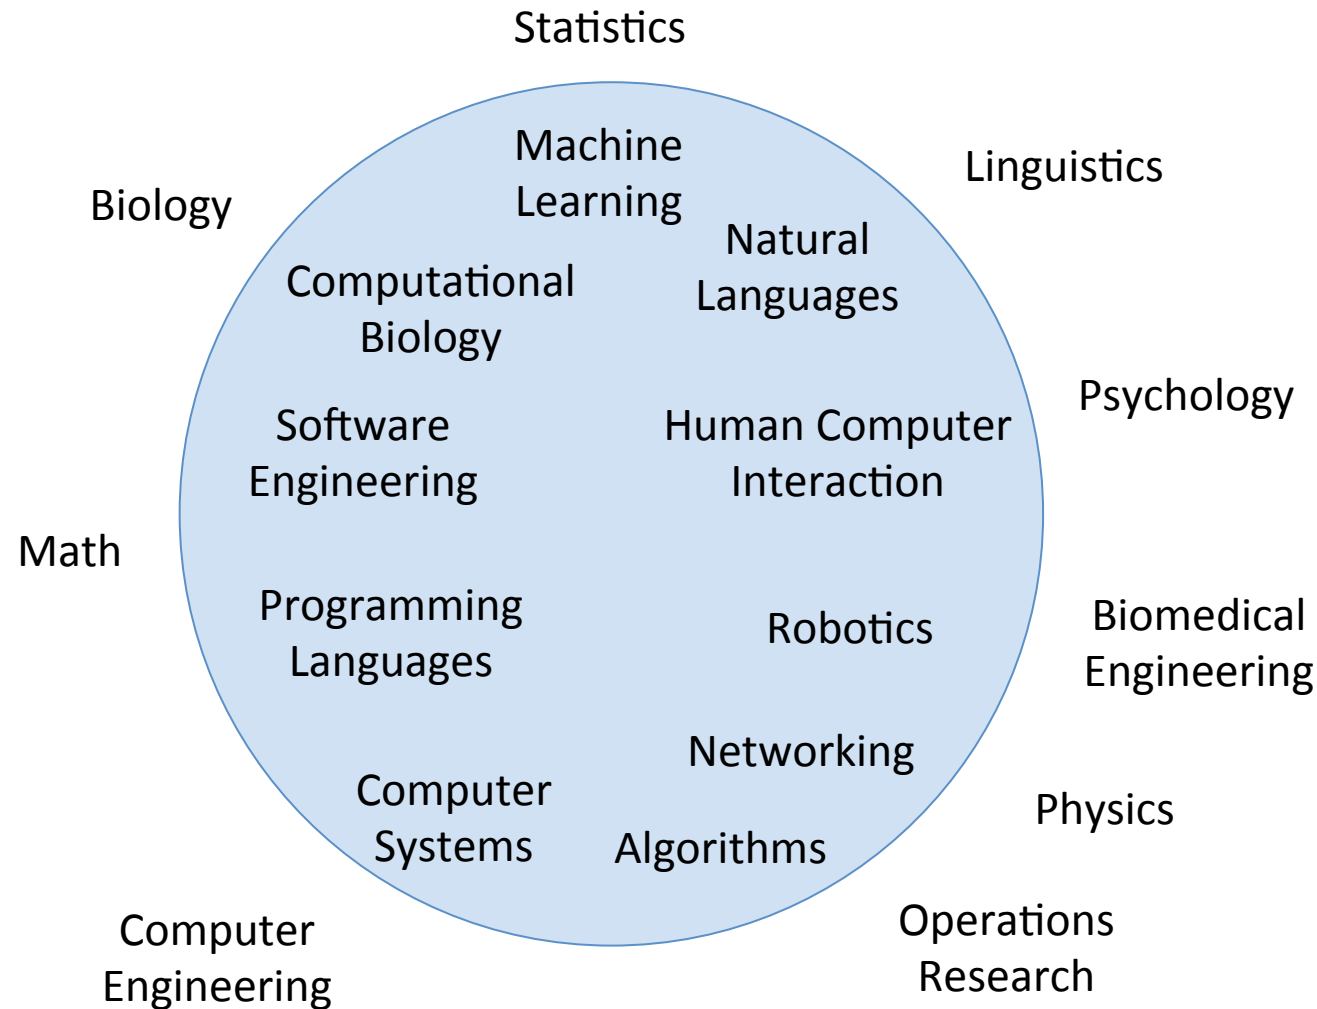 Statistics
Machine
Learning
Linguistics
Biology
Natural
Languages
Computational
Biology
Psychology
Software
Engineering
Human Computer
Interaction
Math
Programming
Languages
Robotics
Biomedical
Engineering
Networking
Computer
Systems
Algorithms
Physics
Computer
Engineering
Operations
Research